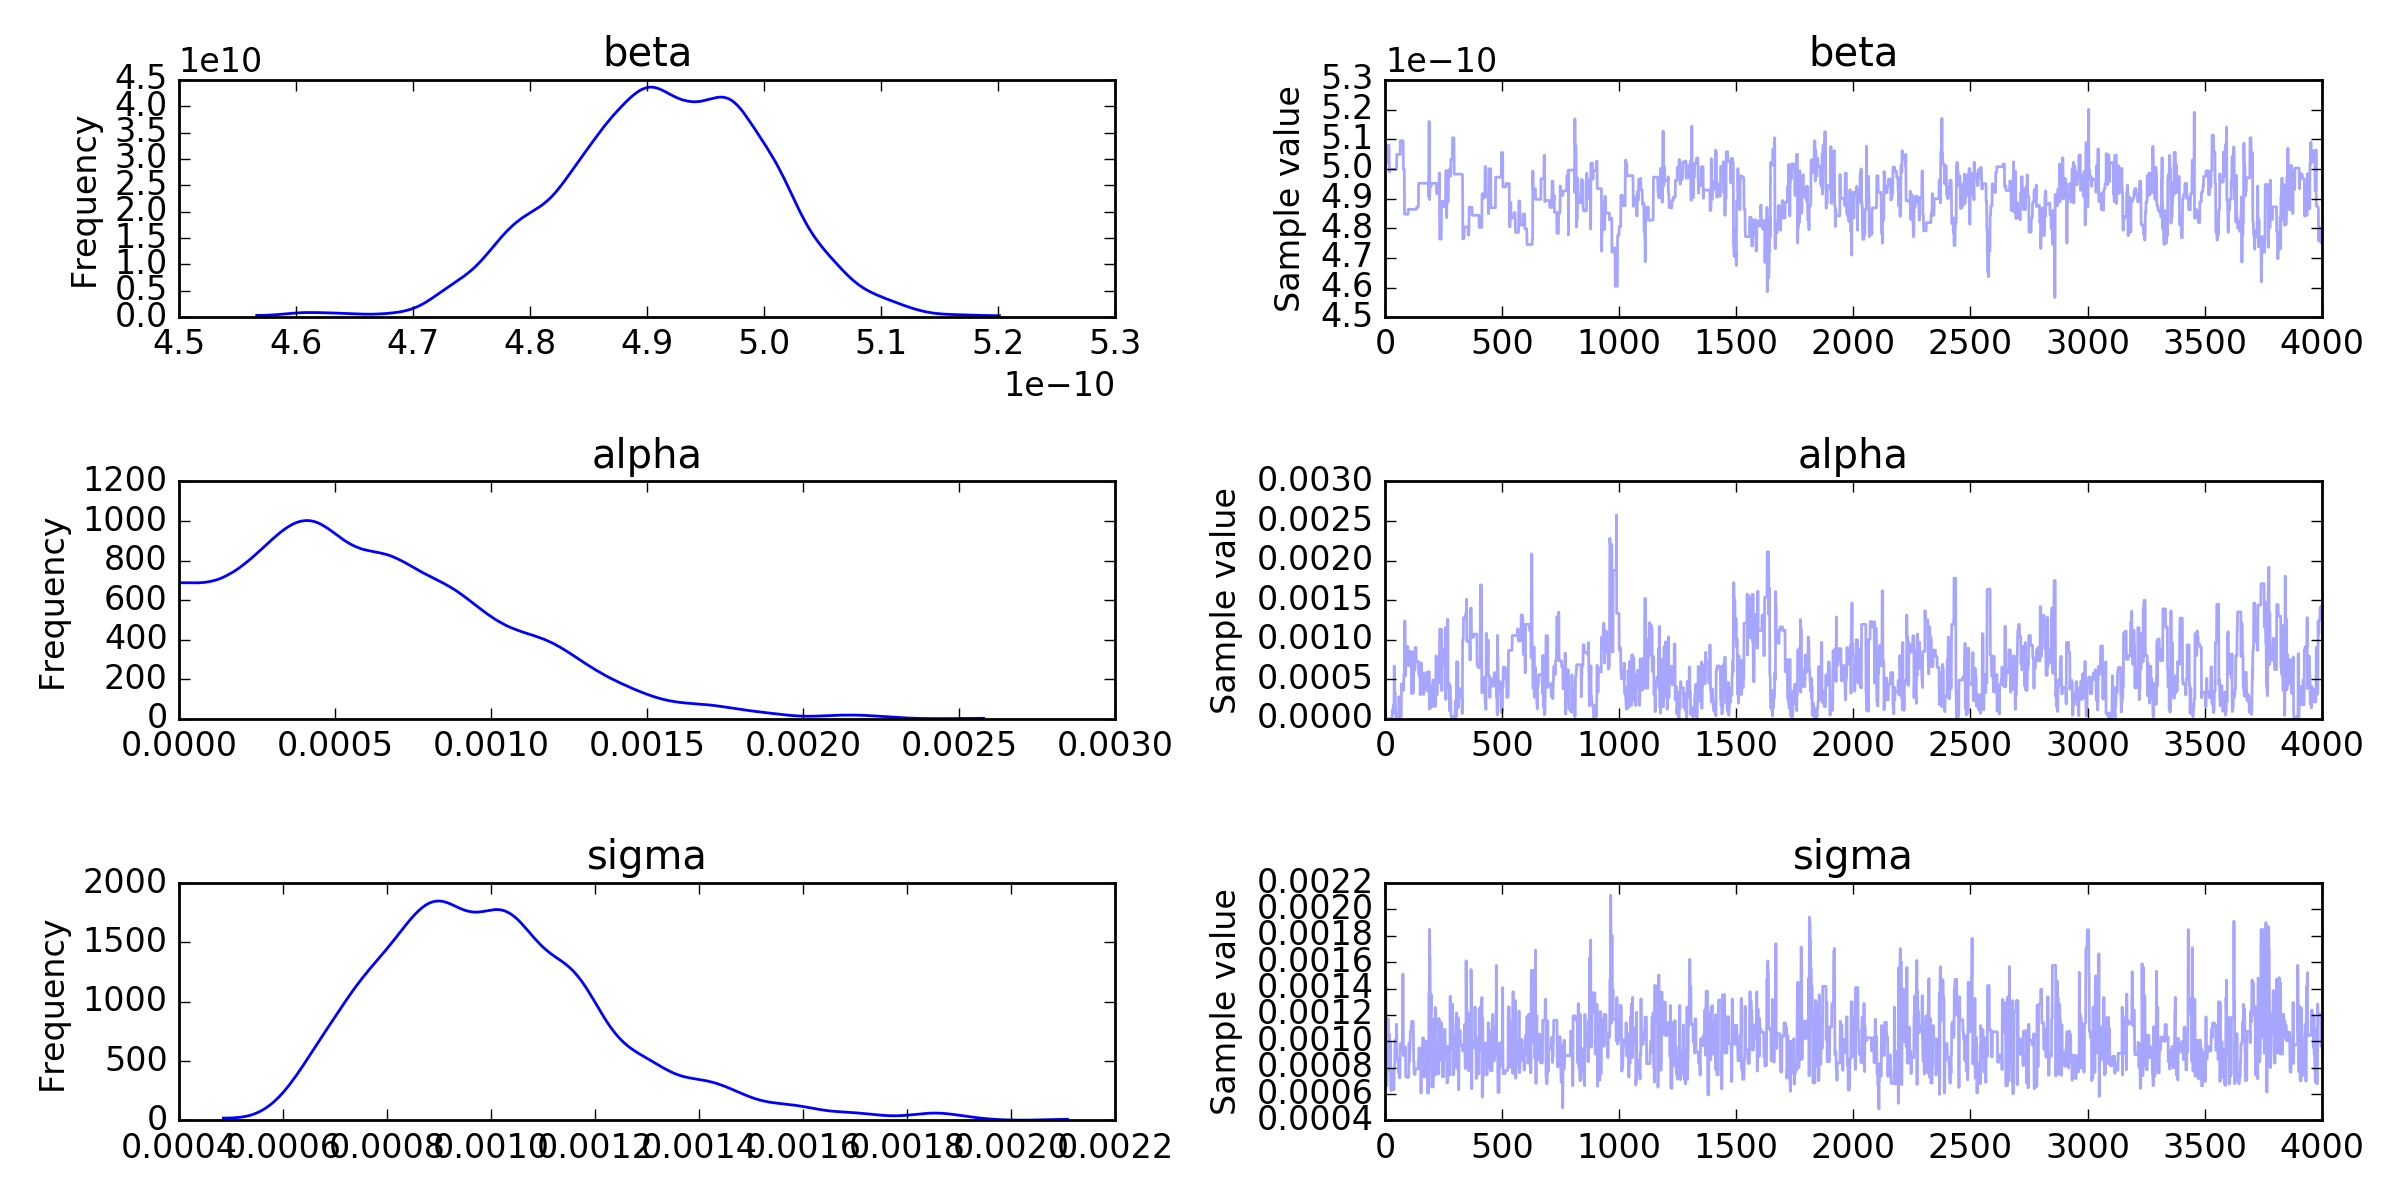 beta
1e10
4.5
4.0
3.5
3.0
2.5
2.0
1.5
1.0
0.5
0.0
Frequency
4.5 4.6 4.7 4.8 4.9 5.0 5.1 5.2 5.3
1e−10
beta
1e−10
5.3
5.2
5.1
5.0
4.9
4.8
4.7
4.6
4.5
Sample value
0 500 1000 1500 2000 2500 3000 3500 4000
alpha
1200
1000
800
600
400
200
0
Frequency
0.0000 0.0005 0.0010 0.0015 0.0020 0.0025 0.0030
alpha
0.0030
0.0025
0.0020
0.0015
0.0010
0.0005
0.0000
Sample value
0 500 1000 1500 2000 2500 3000 3500 4000
sigma
2000
1500
1000
500
0
Frequency
0.0004 0.0006 0.0008 0.0010 0.0012 0.0014 0.0016 0.0018 0.0020 0.0022
sigma
0.0022
0.0020
0.0018
0.0016
0.0014
0.0012
0.0010
0.0008
0.0006
0.0004
Sample value
0 500 1000 1500 2000 2500 3000 3500 4000